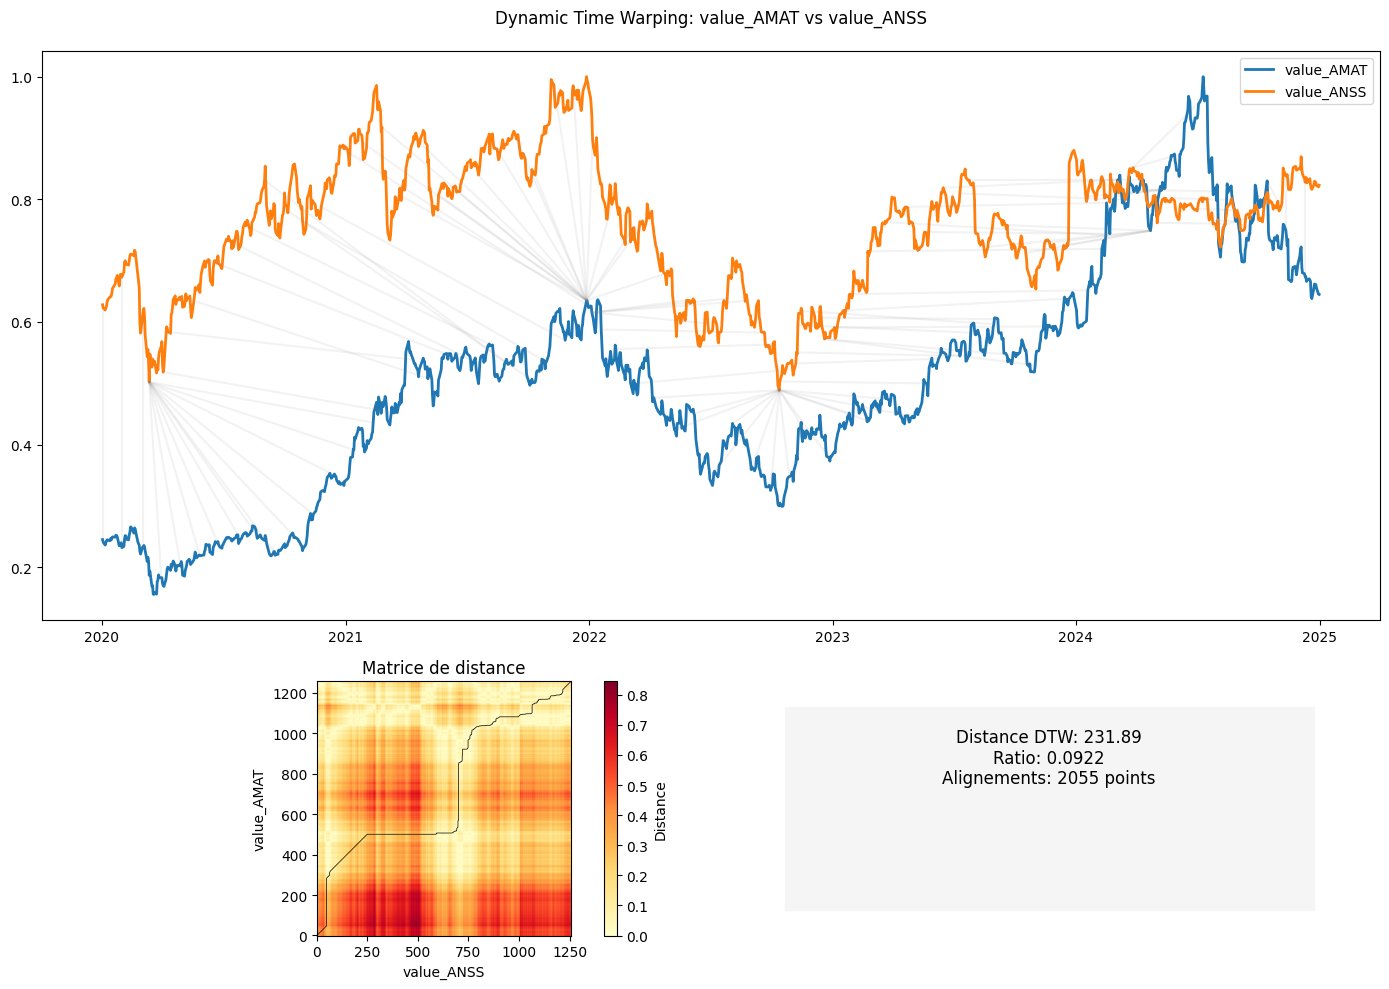 Dynamic Time Warping: value_AMAT vs value_ANSS
value_AMAT
value_ANSS
1.0
0.8
0.6
0.4
0.2
2020 2021 2022 2023 2024 2025
Matrice de distance
value_AMAT
1200
1000
800
600
400
200
0
0 250 500 750 1000 1250
value_ANSS
0.8
0.7
0.6
0.5
0.4
0.3
0.2
0.1
0.0
Distance
Distance DTW: 231.89
Ratio: 0.0922
Alignements: 2055 points